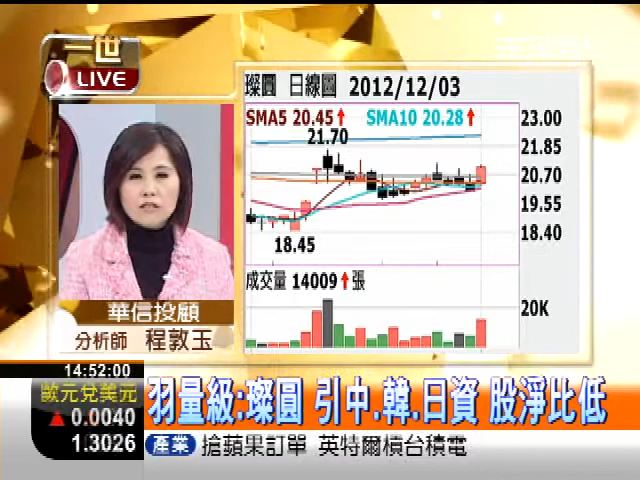 一世
LIVE
璨圓 日線圖 2012/12/03
SMA5 20.45 SMA10 20.28
21.70
18.45
23.00
21.85
20.70
19.55
18.40
成交量 14009 張
20K
華信投顧
分析師 程敦玉
14:52:00
歐元兌美元
0.0040
1.3026
羽量級:璨圓 引中.韓.日資 股淨比低
產業 搶蘋果訂單 英特爾槓台積電